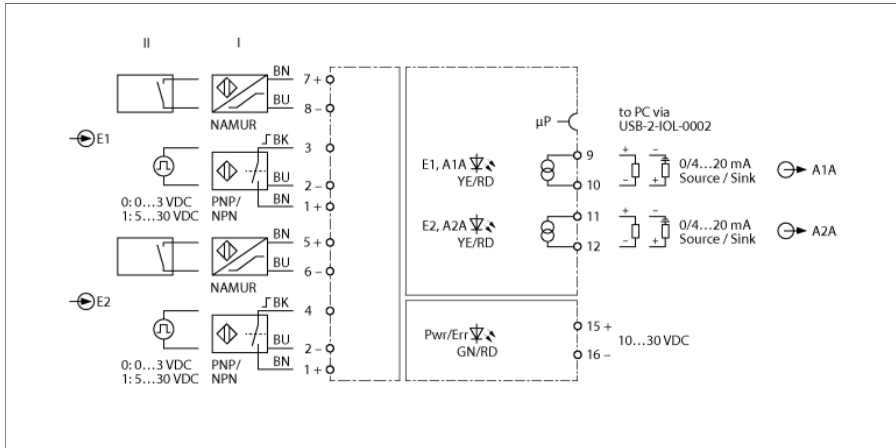 II I
BN 7 +
BU 8 –
NAMUR
E1
BK 3
BU 2 –
BN 1 +
0: 0…3 VDC
1: 5…30 VDC
PNP/
NPN
BN 5 +
BU 6 –
NAMUR
E2
BK 4
BU 2 –
BN 1 +
0: 0…3 VDC
1: 5…30 VDC
PNP/
NPN
µP
to PC via
USB-2-IOL-0002
E1, A1A
YE/RD
9
10
+ –
– +
0/4…20 mA
Source / Sink
A1A
E2, A2A
YE/RD
11
12
+ –
– +
0/4…20 mA
Source / Sink
A2A
Pwr/Err
GN/RD
15 +
16 –
10…30 VDC